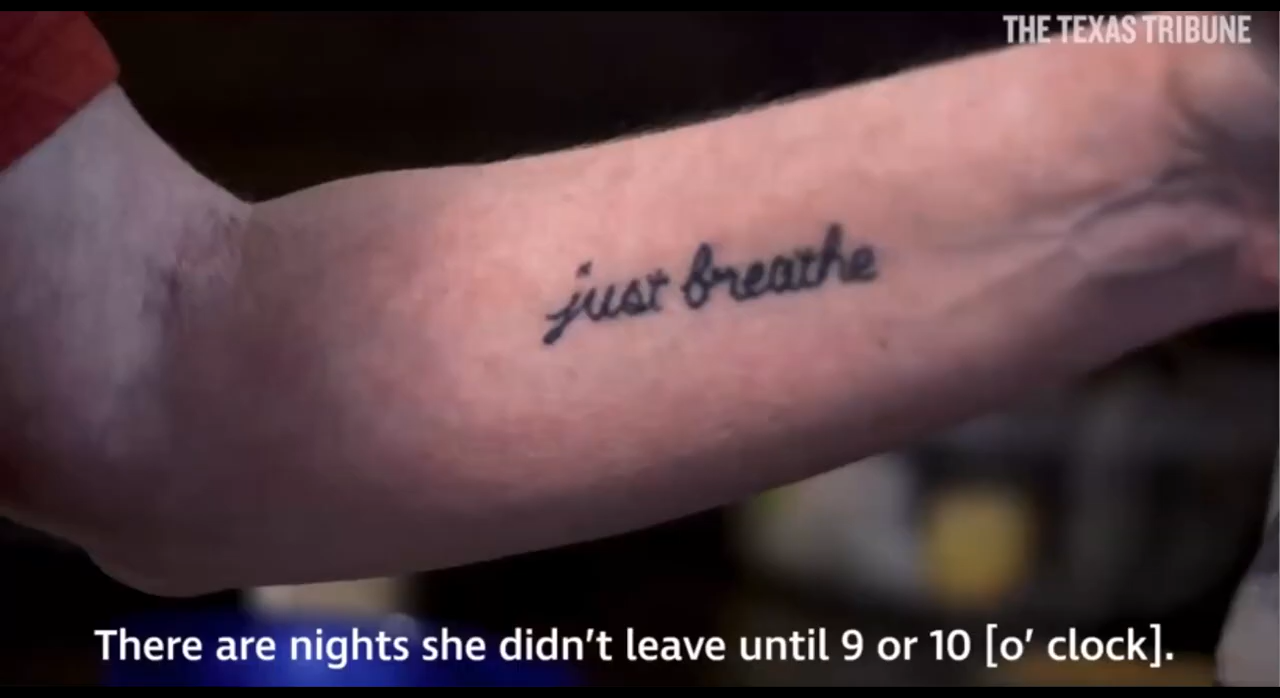 THE TEXAS TRIBUNE
just breathe
There are nights she didn't leave until 9 or 10 [o' clock].